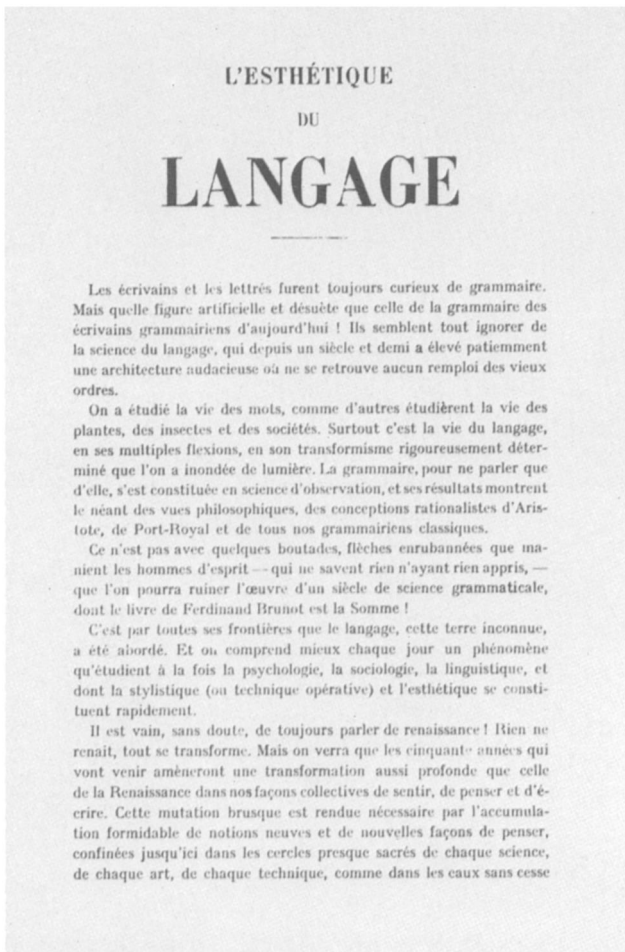 L'ESTHÉTIQUE
DU
LANGAGE
Les écrivains et les lettrés furent toujours curieux de grammaire.
Mais quelle figure artificielle et désuète que celle de la grammaire des
écrivains grammairiens d'aujourd'hui ! Ils semblent tout ignorer de
la science du langage, qui depuis un siècle et demi a élevé patiemment
une architecture audacieuse où ne se retrouve aucun remploi des vieux
ordres.
On a étudié la vie des mots, comme d'autres étudièrent la vie des
plantes, des insectes et des sociétés. Surtout c'est la vie du langage,
en ses multiples flexions, en son transformisme rigoureusement déter-
miné que l'on a inondée de lumière. La grammaire, pour ne parler que
d'elle, s'est constituée en science d'observation, et ses résultats montrent
le néant des vues philosophiques, des conceptions rationalistes d'Aris-
tote, de Port-Royal et de tous nos grammairiens classiques.
Ce n'est pas avec quelques boutades, flèches enrubannées que ma-
nient les hommes d'esprit — qui ne savent rien n'ayant rien appris, —
que l'on pourra ruiner l'œuvre d'un siècle de science grammaticale,
dont le livre de Ferdinand Brunot est la Somme !
C'est par toutes ses frontières que le langage, cette terre inconnue,
a été abordé. Et on comprend mieux chaque jour un phénomène
qu'étudient à la fois la psychologie, la sociologie, la linguistique, et
dont la stylistique (ou technique opérative) et l'esthétique se consti-
tuent rapidement.
Il est vain, sans doute, de toujours parler de renaissance ! Rien ne
renait, tout se transforme. Mais on verra que les cinquante années qui
vont venir amèneront une transformation aussi profonde que celle
de la Renaissance dans nos façons collectives de sentir, de penser et d'é-
crire. Cette mutation brusque est rendue nécessaire par l'accumula-
tion formidable de notions neuves et de nouvelles façons de penser,
confinées jusqu'ici dans les cercles presque sacrés de chaque science,
de chaque art, de chaque technique, comme dans les eaux sans cesse